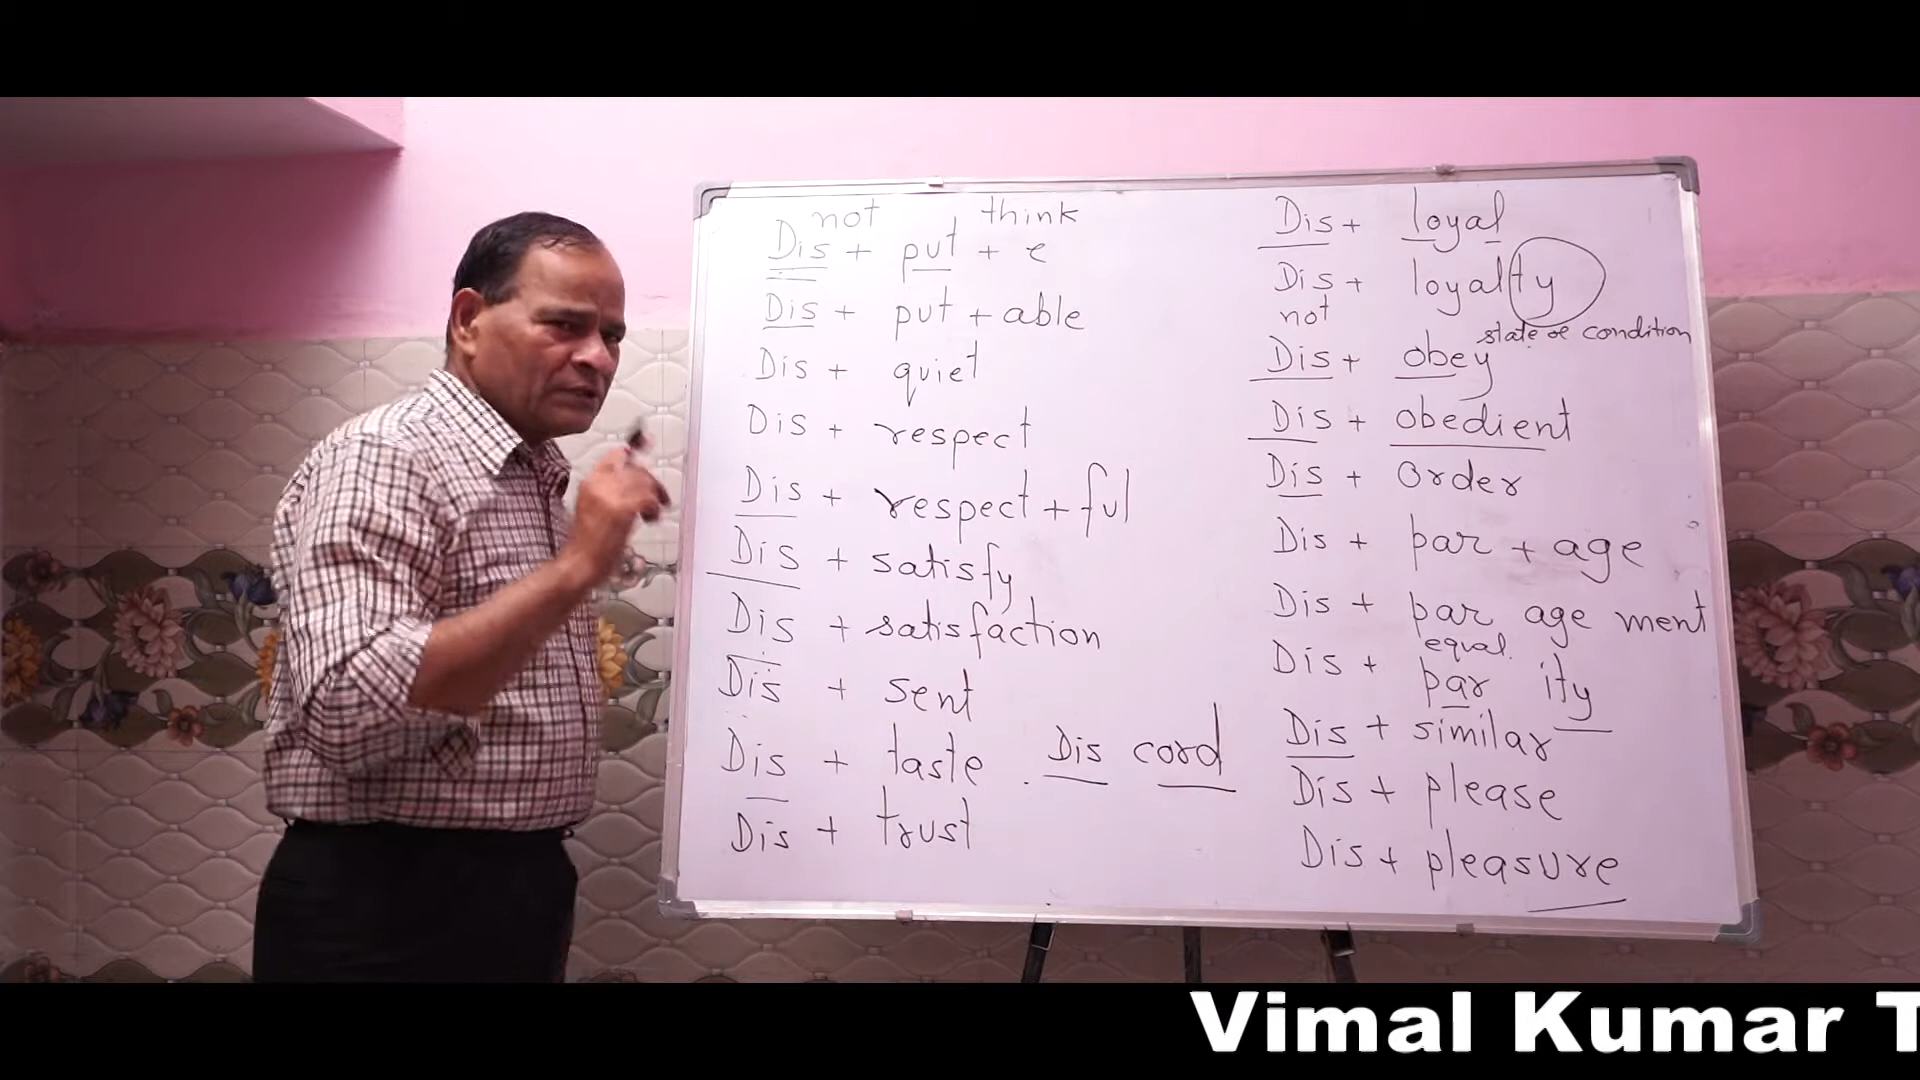 not think
Dis + put + e
Dis + put + able
Dis + quiet
Dis + respect
Dis + respect + ful
Dis + satisfy
Dis + satisfaction
Dis + sent
Dis + taste
Dis + trust
Dis cord
Dis + loyal
Dis + loyalty
not
state or condition
Dis + obey
Dis + obedient
Dis + order
Dis + par + age
Dis + par age ment
equal
Dis + par ity
Dis + similar
Dis + please
Dis + pleasure
Vimal Kumar T